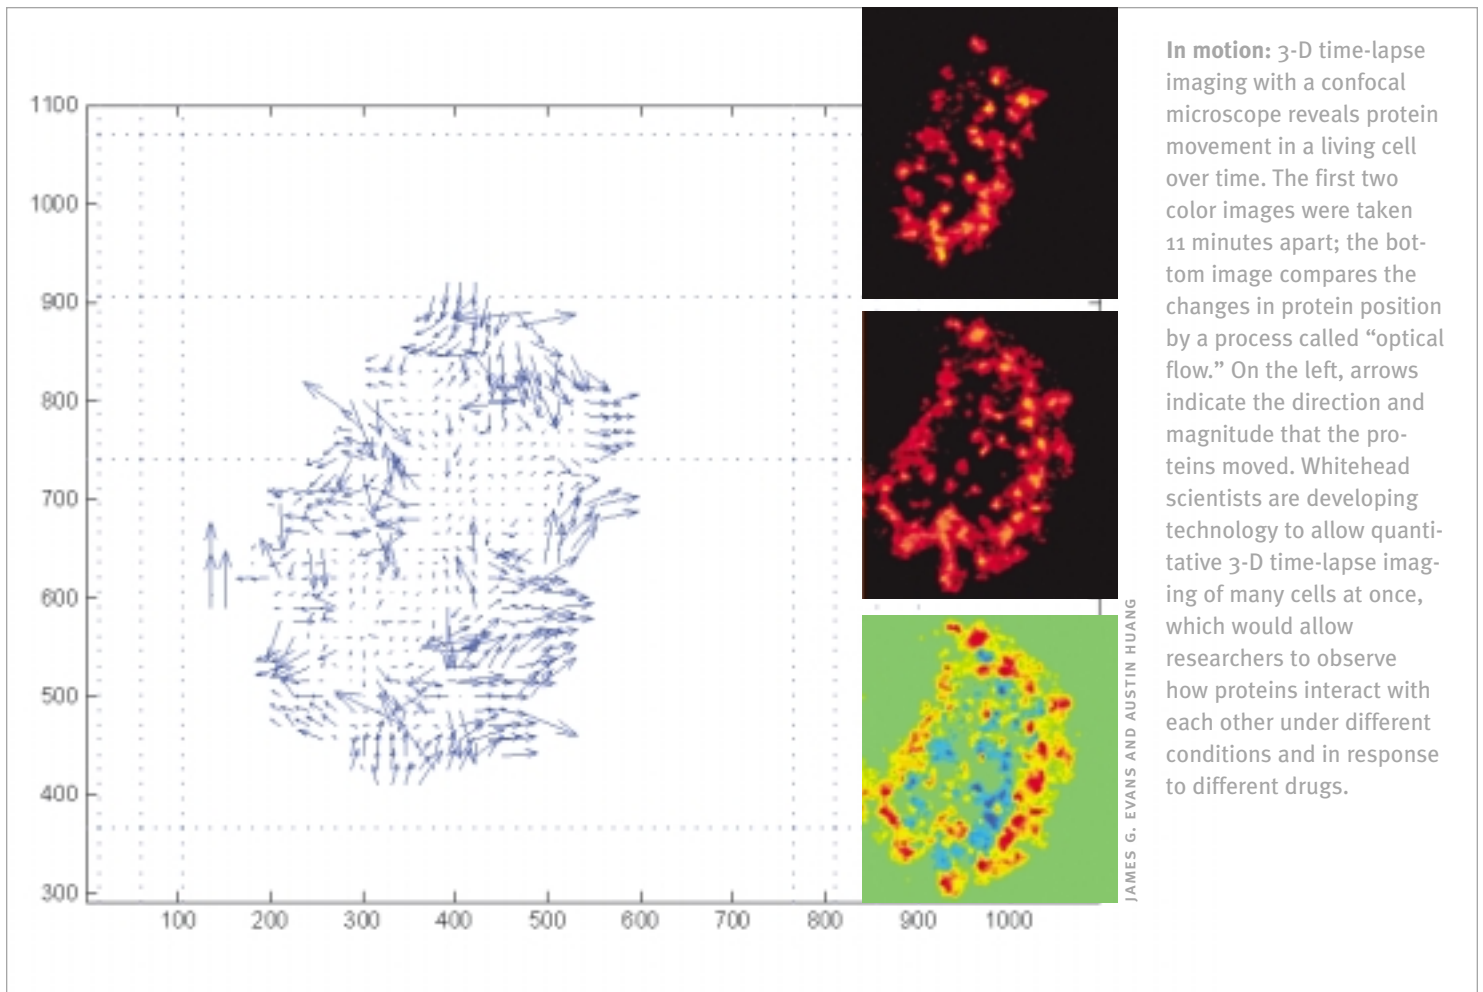 1100
1000
900
800
700
600
500
400
300
100 200 300 400 500 600 700 800 900 1000
JAMES G. EVANS AND AUSTIN HUANG
In motion: 3-D time-lapse
imaging with a confocal
microscope reveals protein
movement in a living cell
over time. The first two
color images were taken
11 minutes apart; the bot-
tom image compares the
changes in protein position
by a process called “optical
flow.” On the left, arrows
indicate the direction and
magnitude that the pro-
teins moved. Whitehead
scientists are developing
technology to allow quanti-
tative 3-D time-lapse imag-
ing of many cells at once,
which would allow
researchers to observe
how proteins interact with
each other under different
conditions and in response
to different drugs.